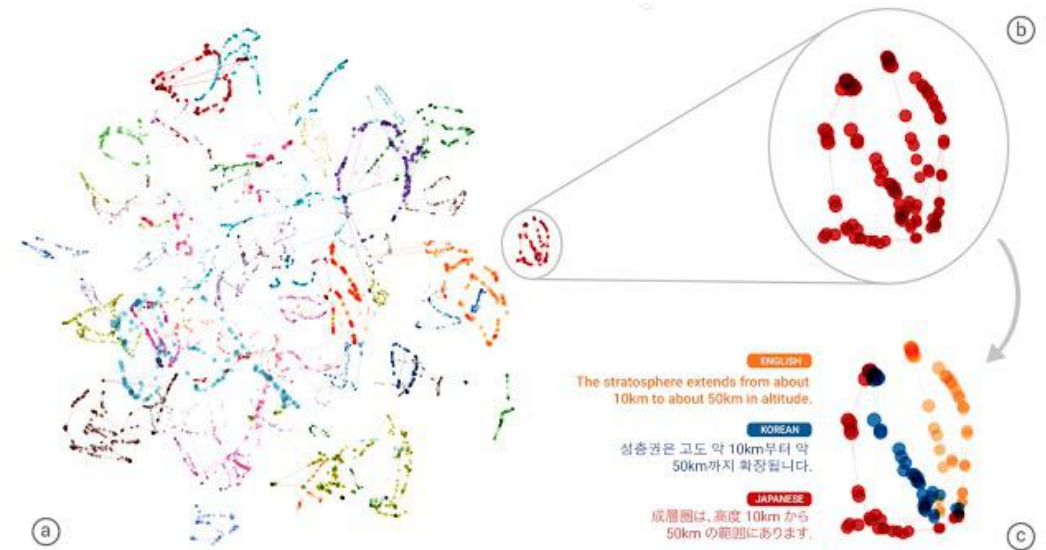 b
ENGLISH
The stratosphere extends from about
10km to about 50km in altitude.
KOREAN
성층권은 고도 약 10km부터 약
50km까지 확장됩니다.
JAPANESE
成層圏は、高度 10km から
50km の範囲にあります。
a
c